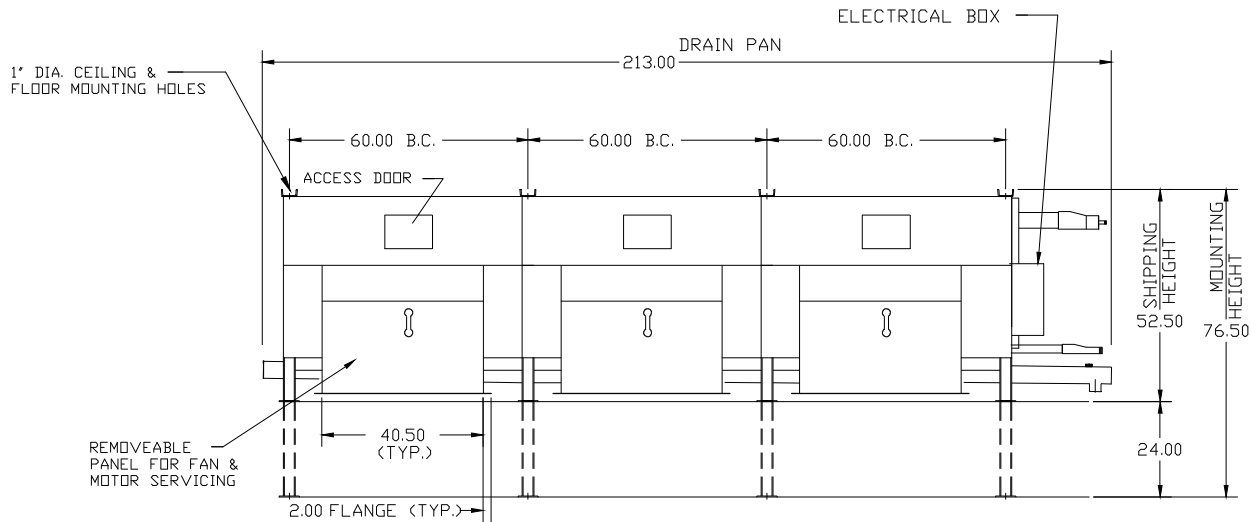 ELECTRICAL BOX
DRAIN PAN
213.00
1" DIA. CEILING &
FLOOR MOUNTING HOLES
60.00 B.C.
60.00 B.C.
60.00 B.C.
ACCESS DOOR
SHIPPING
HEIGHT
52.50
MOUNTING
HEIGHT
76.50
REMOVEABLE
PANEL FOR FAN &
MOTOR SERVICING
40.50
(TYP.)
24.00
2.00 FLANGE (TYP.)